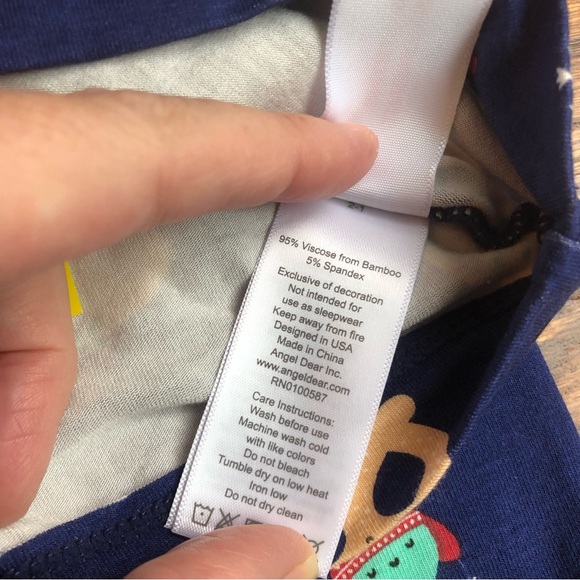 95% Viscose from Bamboo
5% Spandex
Exclusive of decoration
Not intended for
use as sleepwear
Keep away from fire
Designed in USA
Made in China
Angel Dear Inc.
www.angeldear.com
RN0100587
Care Instructions:
Wash before use
Machine wash cold
with like colors
Do not bleach
Tumble dry on low heat
Iron low
Do not dry clean